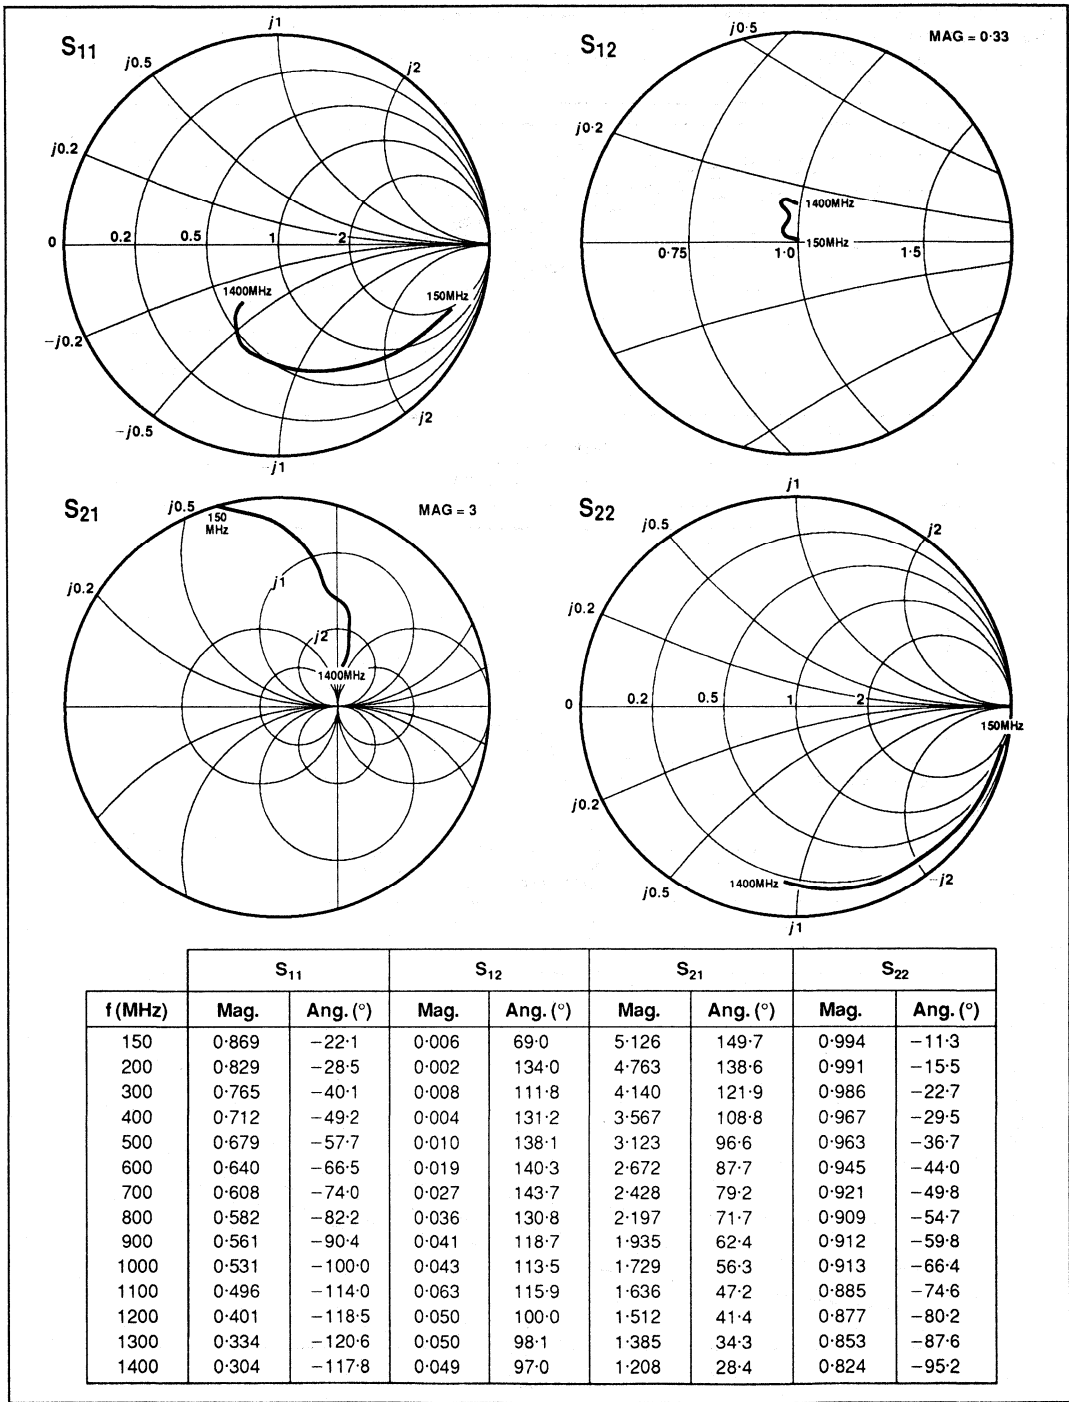 S11
j1
j0.5
j2
j0.2
0
0.2
0.5
1
2
1400MHz
150MHz
-j0.2
-j0.5
-j2
j1
S12
MAG = 0·33
j0·5
j0·2
1400MHz
150MHz
0·75
1·0
1·5
S21
MAG = 3
j0.5
150
MHz
j0.2
j1
j2
1400MHz
S22
j1
j0.5
j2
j0.2
0
0.2
0.5
1
2
150MHz
j0.2
1400MHz
-j2
j0.5
j1
S11 S12 S21 S22
f (MHz) Mag. Ang. (°) Mag. Ang. (°) Mag. Ang. (°) Mag. Ang. (°)
150 0·869 −22·1 0·006 69·0 5·126 149·7 0·994 −11·3
200 0·829 −28·5 0·002 134·0 4·763 138·6 0·991 −15·5
300 0·765 −40·1 0·008 111·8 4·140 121·9 0·986 −22·7
400 0·712 −49·2 0·004 131·2 3·567 108·8 0·967 −29·5
500 0·679 −57·7 0·010 138·1 3·123 96·6 0·963 −36·7
600 0·640 −66·5 0·019 140·3 2·672 87·7 0·945 −44·0
700 0·608 −74·0 0·027 143·7 2·428 79·2 0·921 −49·8
800 0·582 −82·2 0·036 130·8 2·197 71·7 0·909 −54·7
900 0·561 −90·4 0·041 118·7 1·935 62·4 0·912 −59·8
1000 0·531 −100·0 0·043 113·5 1·729 56·3 0·913 −66·4
1100 0·496 −114·0 0·063 115·9 1·636 47·2 0·885 −74·6
1200 0·401 −118·5 0·050 100·0 1·512 41·4 0·877 −80·2
1300 0·334 −120·6 0·050 98·1 1·385 34·3 0·853 −87·6
1400 0·304 −117·8 0·049 97·0 1·208 28·4 0·824 −95·2